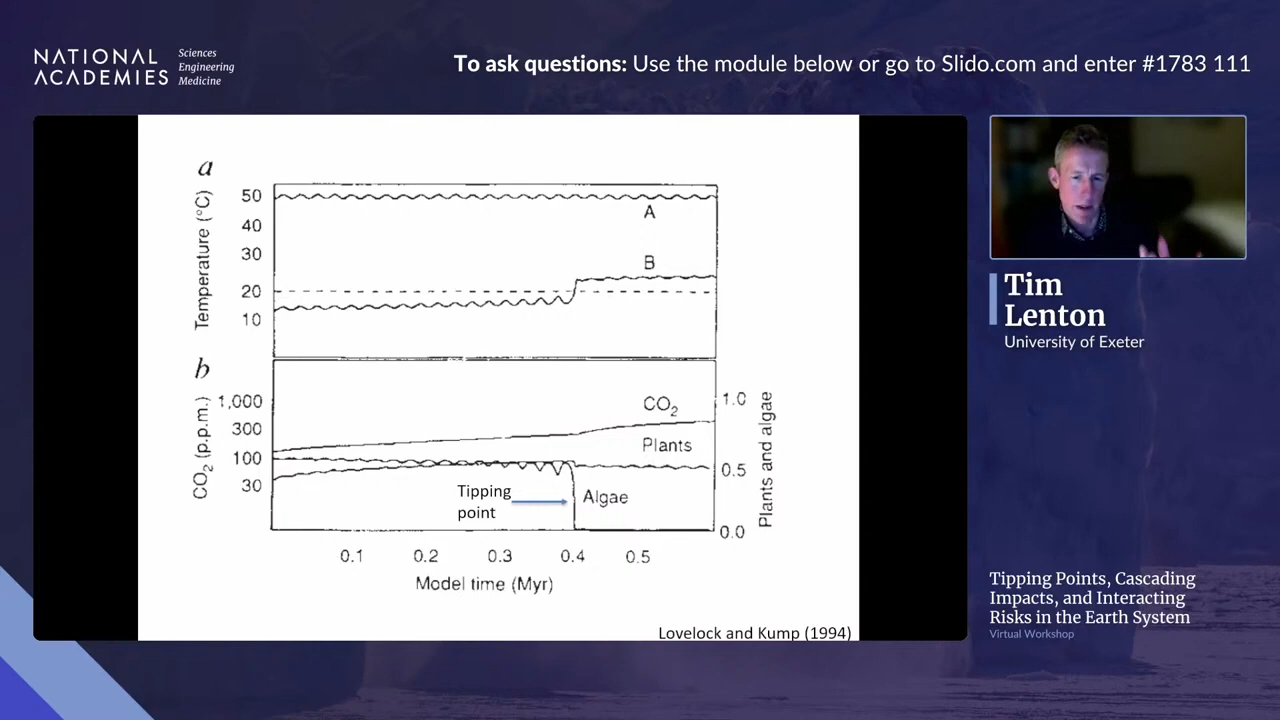 NATIONAL
ACADEMIES
Sciences
Engineering
Medicine
To ask questions: Use the module below or go to Slido.com and enter #1783 111
a
Temperature (°C)
50
40
30
20
10
A
B
b
CO₂ (p.p.m.)
1,000
300
100
30
CO₂
Plants
Algae
Tipping
point
1.0
0.5
0.0
Plants and algae
0.1 0.2 0.3 0.4 0.5
Model time (Myr)
Lovelock and Kump (1994)
Tim
Lenton
University of Exeter
Tipping Points, Cascading
Impacts, and Interacting
Risks in the Earth System
Virtual Workshop